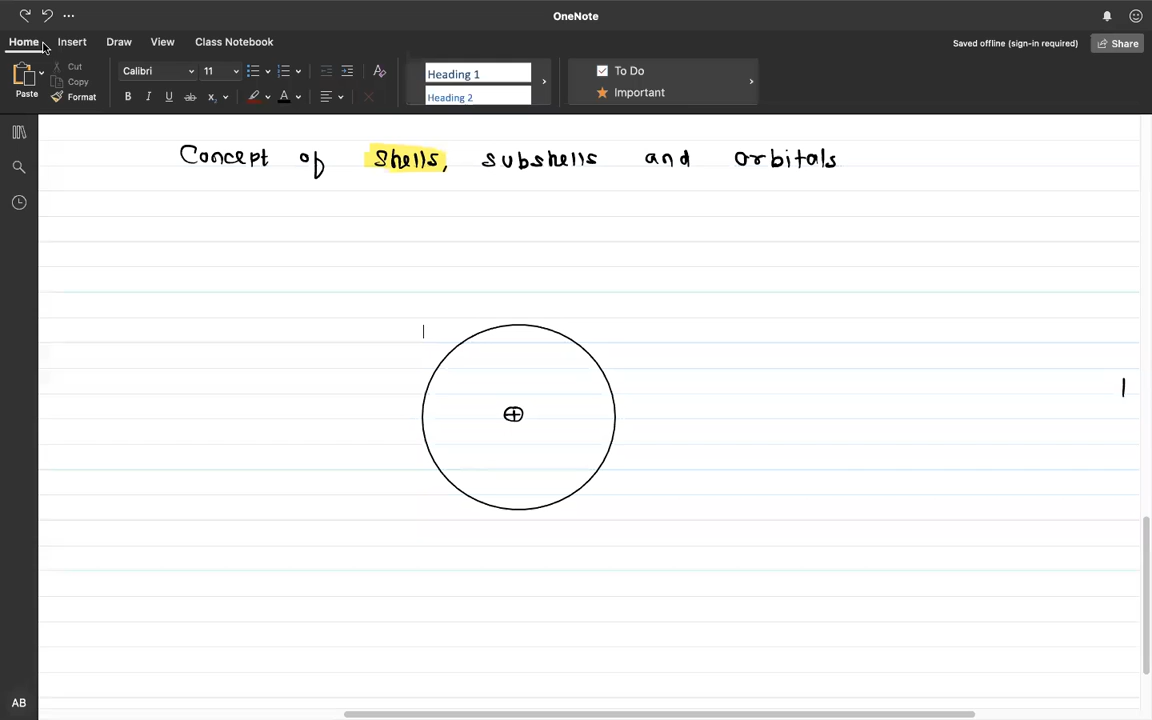 OneNote
Home Insert Draw View Class Notebook Saved offline (sign-in required) Share
Paste Cut Copy Format Calibri 11 Heading 1 Heading 2 To Do Important
Concept of Shells, subshells and orbitals
AB